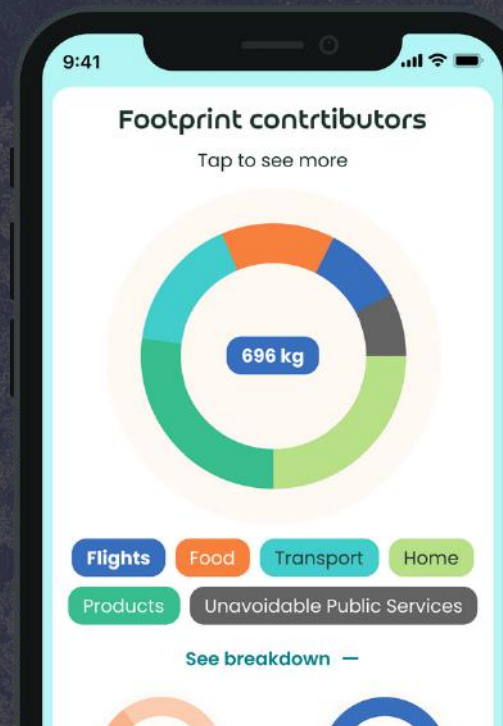 9:41
Footprint contrtibutors
Tap to see more
696 kg
Flights Food Transport Home
Products Unavoidable Public Services
See breakdown —